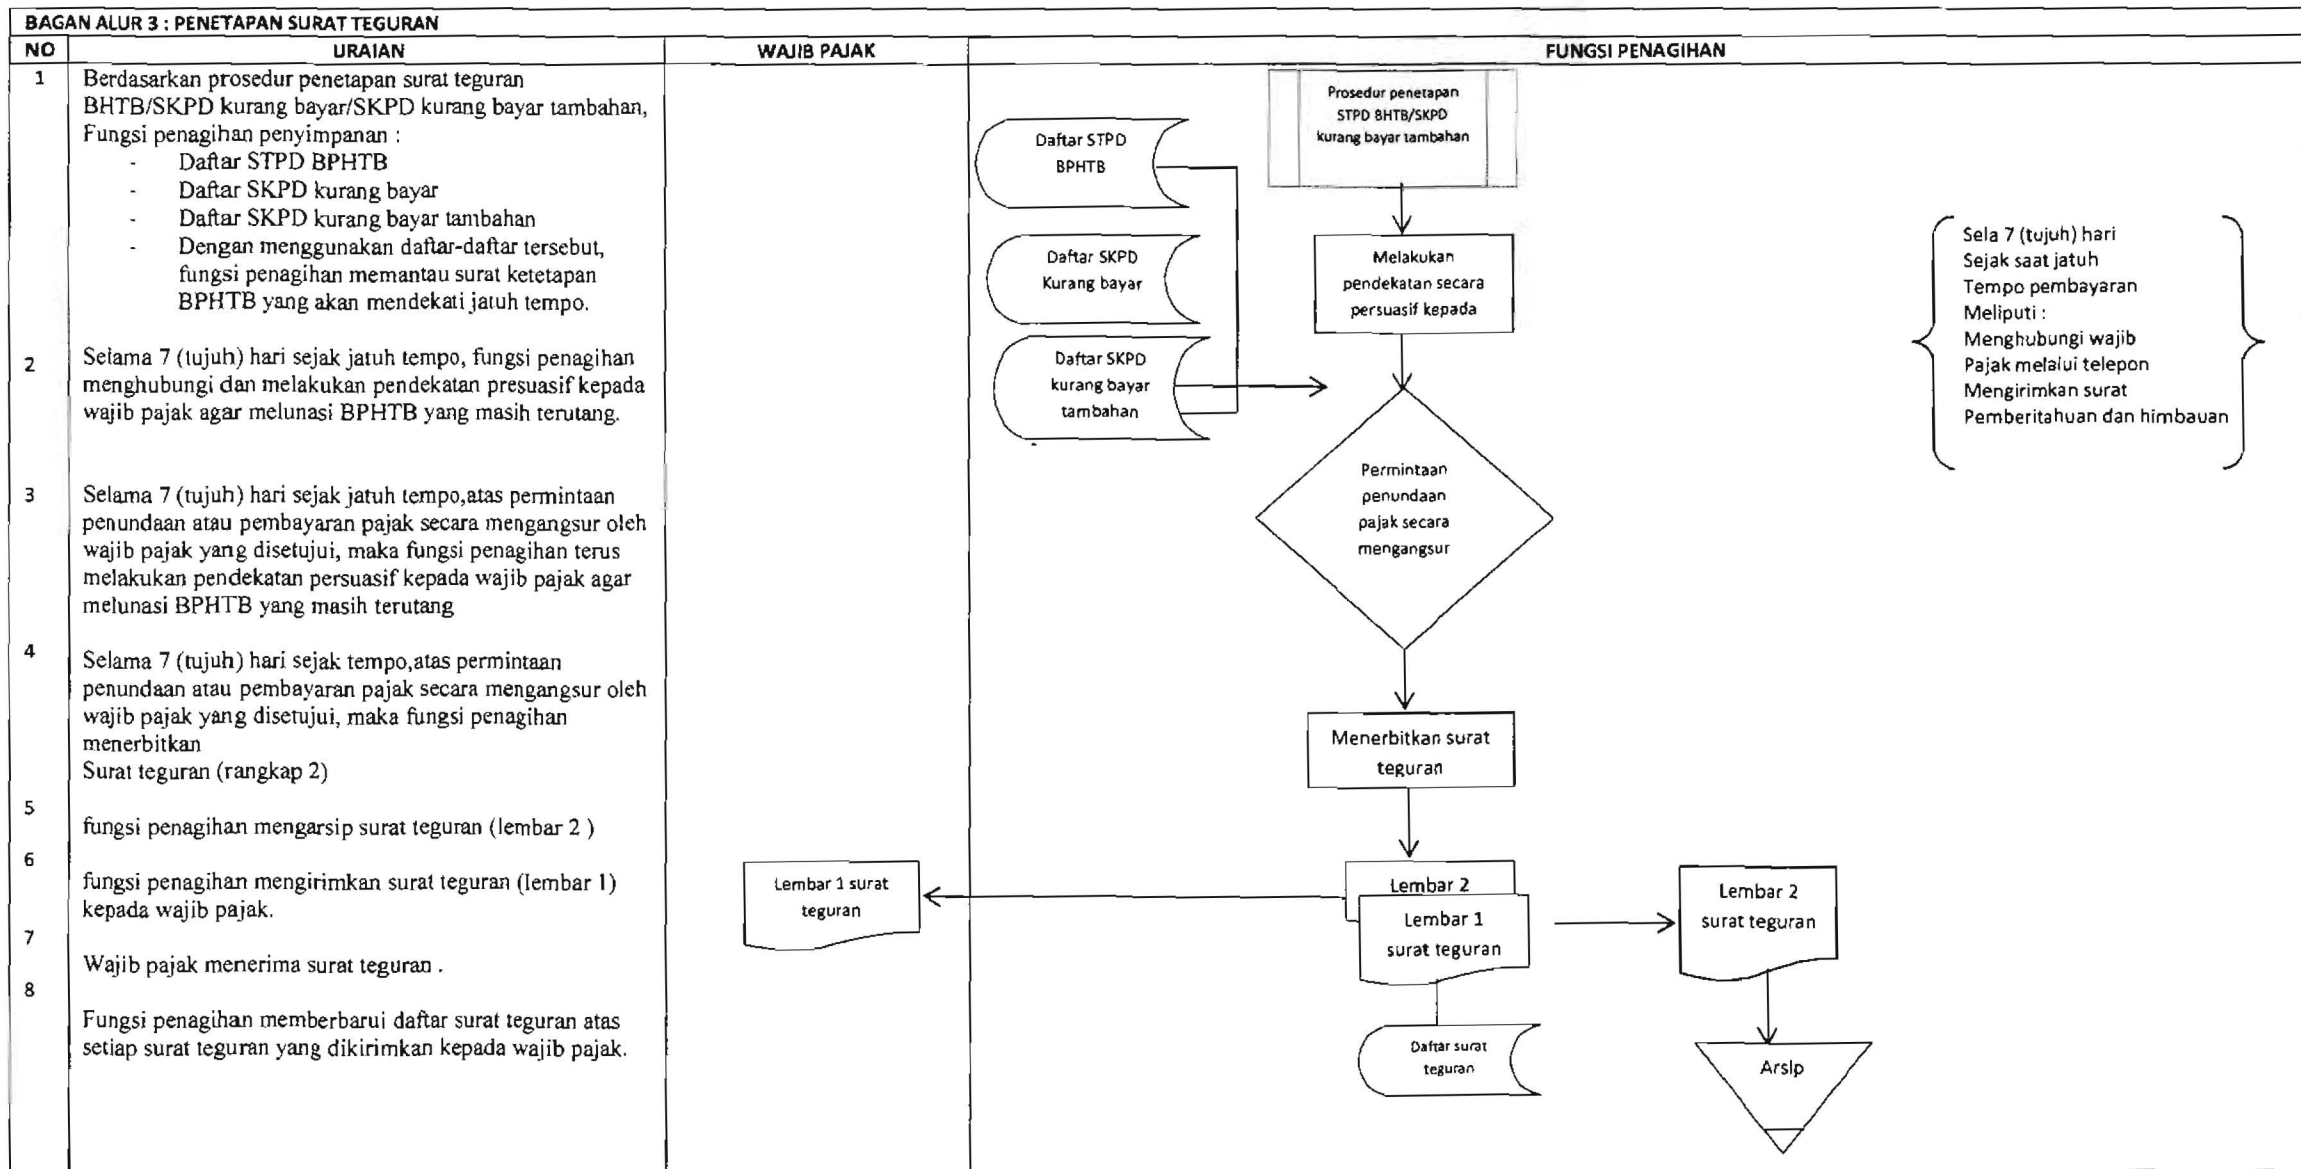 BAGAN ALUR 3 : PENETAPAN SURAT TEGURAN
NO
URAIAN
WAJIB PAJAK
FUNGSI PENAGIHAN
1
Berdasarkan prosedur penetapan surat teguran
BHTB/SKPD kurang bayar/SKPD kurang bayar tambahan,
Fungsi penagihan penyimpanan :
- Daftar STPD BPHTB
- Daftar SKPD kurang bayar
- Daftar SKPD kurang bayar tambahan
- Dengan menggunakan daftar-daftar tersebut,
fungsi penagihan memantau surat ketetapan
BPHTB yang akan mendekati jatuh tempo.
2
Selama 7 (tujuh) hari sejak jatuh tempo, fungsi penagihan
menghubungi dan melakukan pendekatan presuasif kepada
wajib pajak agar melunasi BPHTB yang masih terutang.
3
Selama 7 (tujuh) hari sejak jatuh tempo,atas permintaan
penundaan atau pembayaran pajak secara mengangsur oleh
wajib pajak yang disetujui, maka fungsi penagihan terus
melakukan pendekatan persuasif kepada wajib pajak agar
melunasi BPHTB yang masih terutang
4
Selama 7 (tujuh) hari sejak tempo,atas permintaan
penundaan atau pembayaran pajak secara mengangsur oleh
wajib pajak yang disetujui, maka fungsi penagihan
menerbitkan
Surat teguran (rangkap 2)
5
fungsi penagihan mengarsip surat teguran (lembar 2 )
6
fungsi penagihan mengirimkan surat teguran (lembar 1)
kepada wajib pajak.
7
Wajib pajak menerima surat teguran .
8
Fungsi penagihan memberbarui daftar surat teguran atas
setiap surat teguran yang dikirimkan kepada wajib pajak.
Lembar 1 surat
teguran
Daftar STPD
BPHTB
Daftar SKPD
Kurang bayar
Daftar SKPD
kurang bayar
tambahan
Prosedur penetapan
STPD BHTB/SKPD
kurang bayar tambahan
Melakukan
pendekatan secara
persuasif kepada
Permintaan
penundaan
pajak secara
mengangsur
Menerbitkan surat
teguran
Lembar 2
Lembar 1
surat teguran
Daftar surat
teguran
Lembar 2
surat teguran
Arsip
Sela 7 (tujuh) hari
Sejak saat jatuh
Tempo pembayaran
Meliputi :
Menghubungi wajib
Pajak melalui telepon
Mengirimkan surat
Pemberitahuan dan himbauan